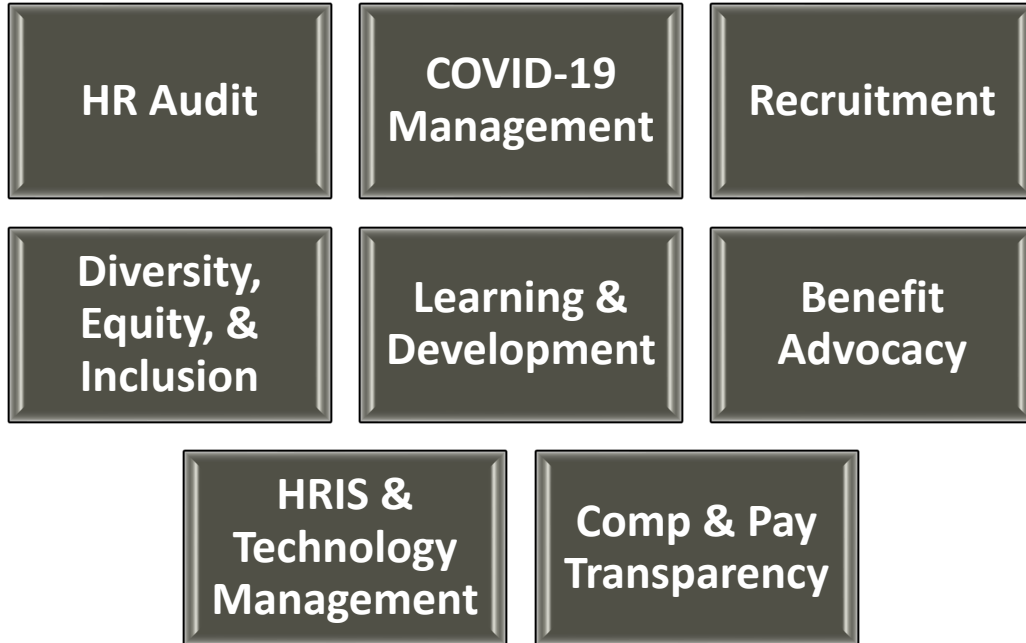 HR Audit
COVID-19
Management
Recruitment
Diversity,
Equity, &
Inclusion
Learning &
Development
Benefit
Advocacy
HRIS &
Technology
Management
Comp & Pay
Transparency